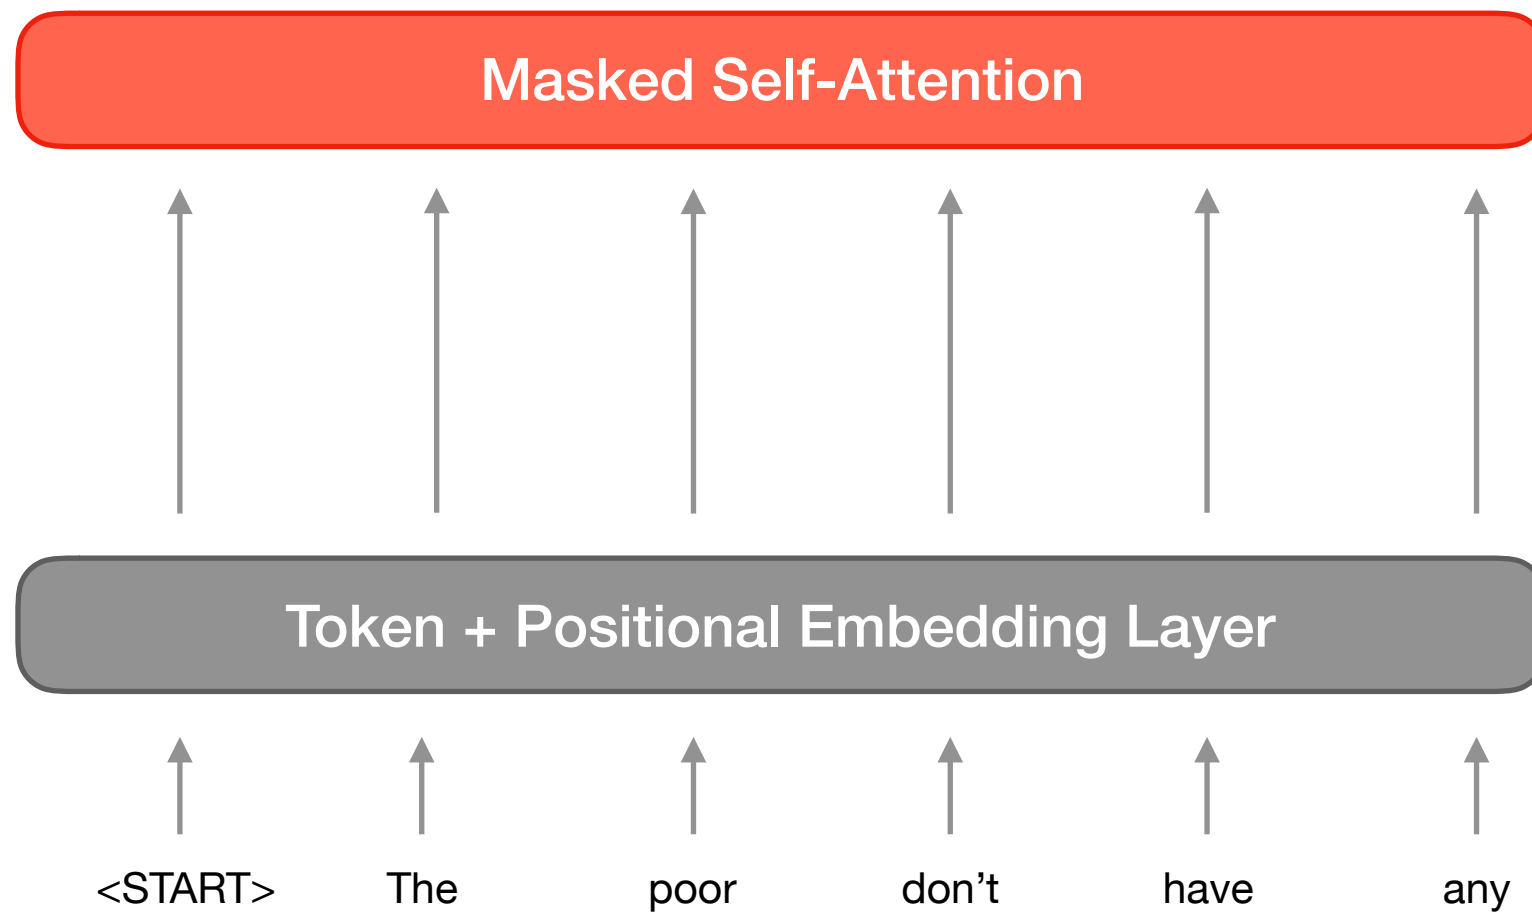 Masked Self-Attention
Token + Positional Embedding Layer
<START> The poor don’t have any